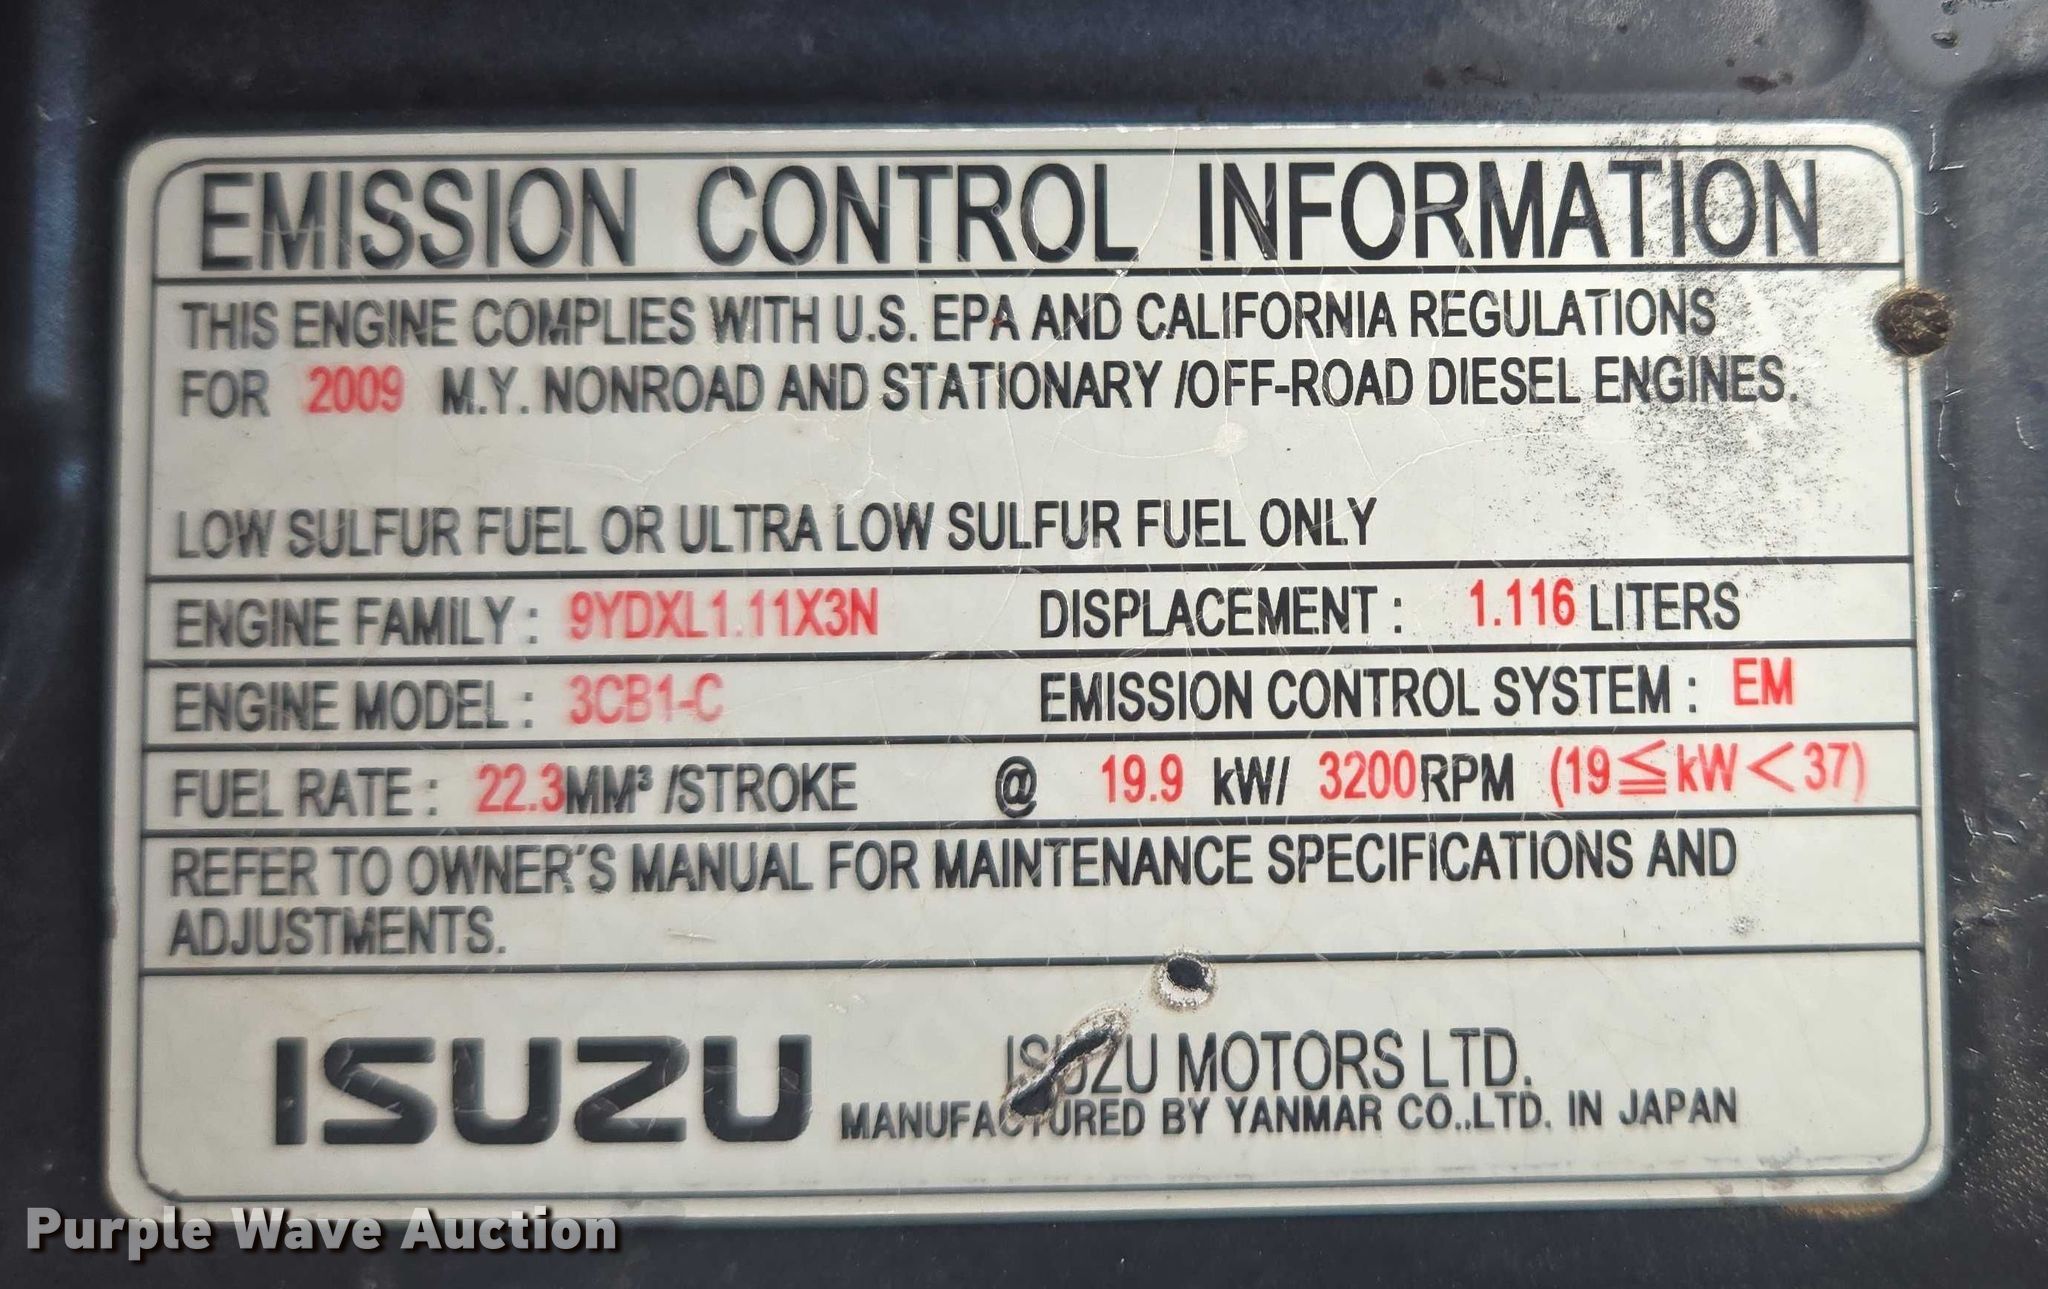 EMISSION CONTROL INFORMATION
THIS ENGINE COMPLIES WITH U.S. EPA AND CALIFORNIA REGULATIONS
FOR 2009 M.Y. NONROAD AND STATIONARY /OFF-ROAD DIESEL ENGINES.
LOW SULFUR FUEL OR ULTRA LOW SULFUR FUEL ONLY
ENGINE FAMILY : 9YDXL1.11X3N DISPLACEMENT : 1.116 LITERS
ENGINE MODEL : 3CB1-C EMISSION CONTROL SYSTEM : EM
FUEL RATE : 22.3MM³ /STROKE @ 19.9 kW/ 3200RPM (19≦kW<37)
REFER TO OWNER'S MANUAL FOR MAINTENANCE SPECIFICATIONS AND
ADJUSTMENTS.
ISUZU
ISUZU MOTORS LTD.
MANUFACTURED BY YANMAR CO.,LTD. IN JAPAN
Purple Wave Auction